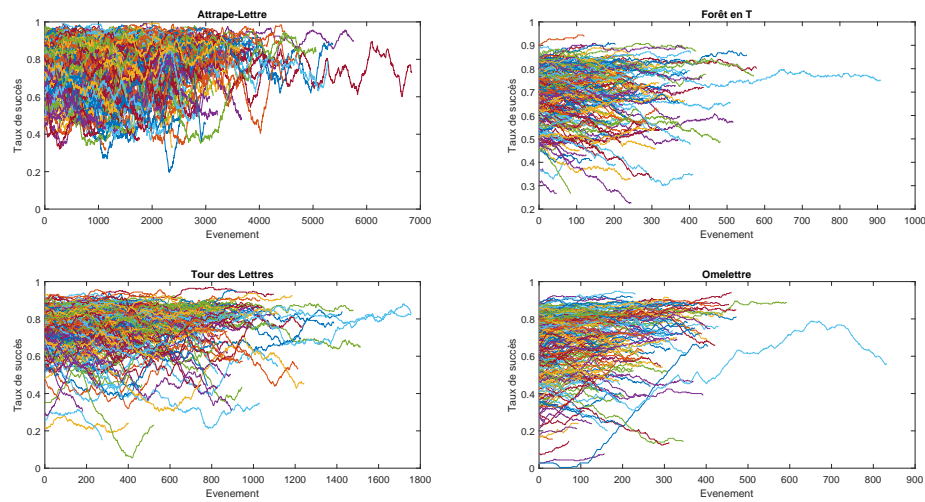 Attrape-Lettre
Taux de succès
1
0.8
0.6
0.4
0.2
0
0 1000 2000 3000 4000 5000 6000 7000
Evenement
Forêt en T
Taux de succès
1
0.9
0.8
0.7
0.6
0.5
0.4
0.3
0.2
0 100 200 300 400 500 600 700 800 900 1000
Evenement
Tour des Lettres
Taux de succès
1
0.8
0.6
0.4
0.2
0
0 200 400 600 800 1000 1200 1400 1600 1800
Evenement
Omelettre
Taux de succès
1
0.8
0.6
0.4
0.2
0
0 100 200 300 400 500 600 700 800 900
Evenement